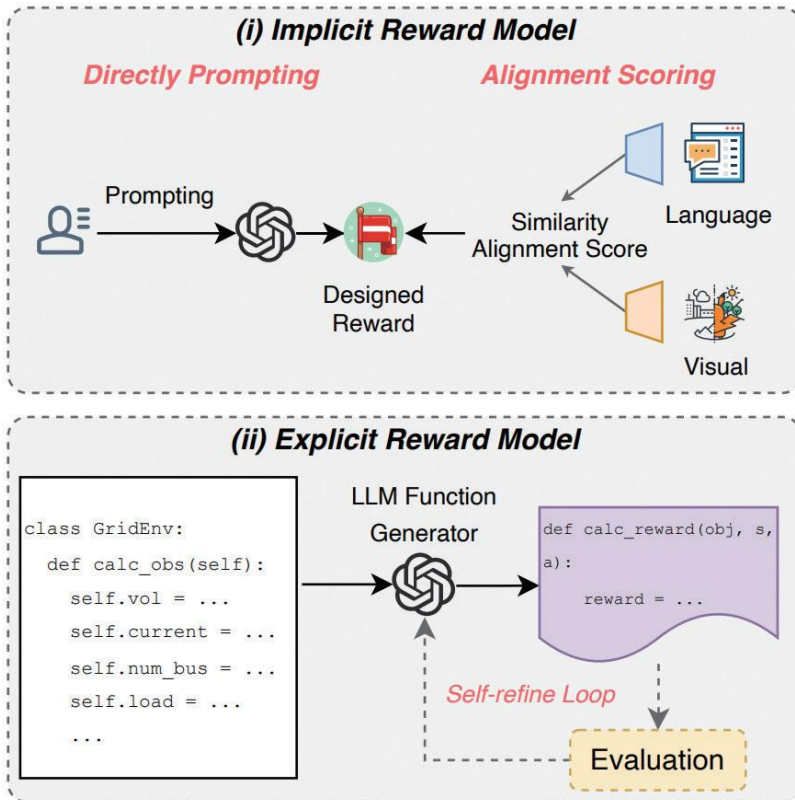 (i) Implicit Reward Model
Directly Prompting
Alignment Scoring
Prompting
Designed
Reward
Similarity
Alignment Score
Language
Visual
(ii) Explicit Reward Model
class GridEnv:
def calc_obs(self):
self.vol = ...
self.current = ...
self.num_bus = ...
self.load = ...
...
LLM Function
Generator
def calc_reward(obj, s,
a):
reward = ...
Self-refine Loop
Evaluation